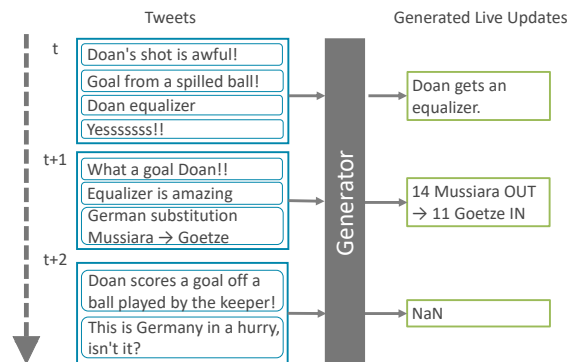 Tweets
Generated Live Updates
t
Doan's shot is awful!
Goal from a spilled ball!
Doan equalizer
Yesssssss!!
Doan gets an
equalizer.
t+1
What a goal Doan!!
Equalizer is amazing
German substitution
Mussiara → Goetze
14 Mussiara OUT
→ 11 Goetze IN
Generator
t+2
Doan scores a goal off a
ball played by the keeper!
This is Germany in a hurry,
isn't it?
NaN